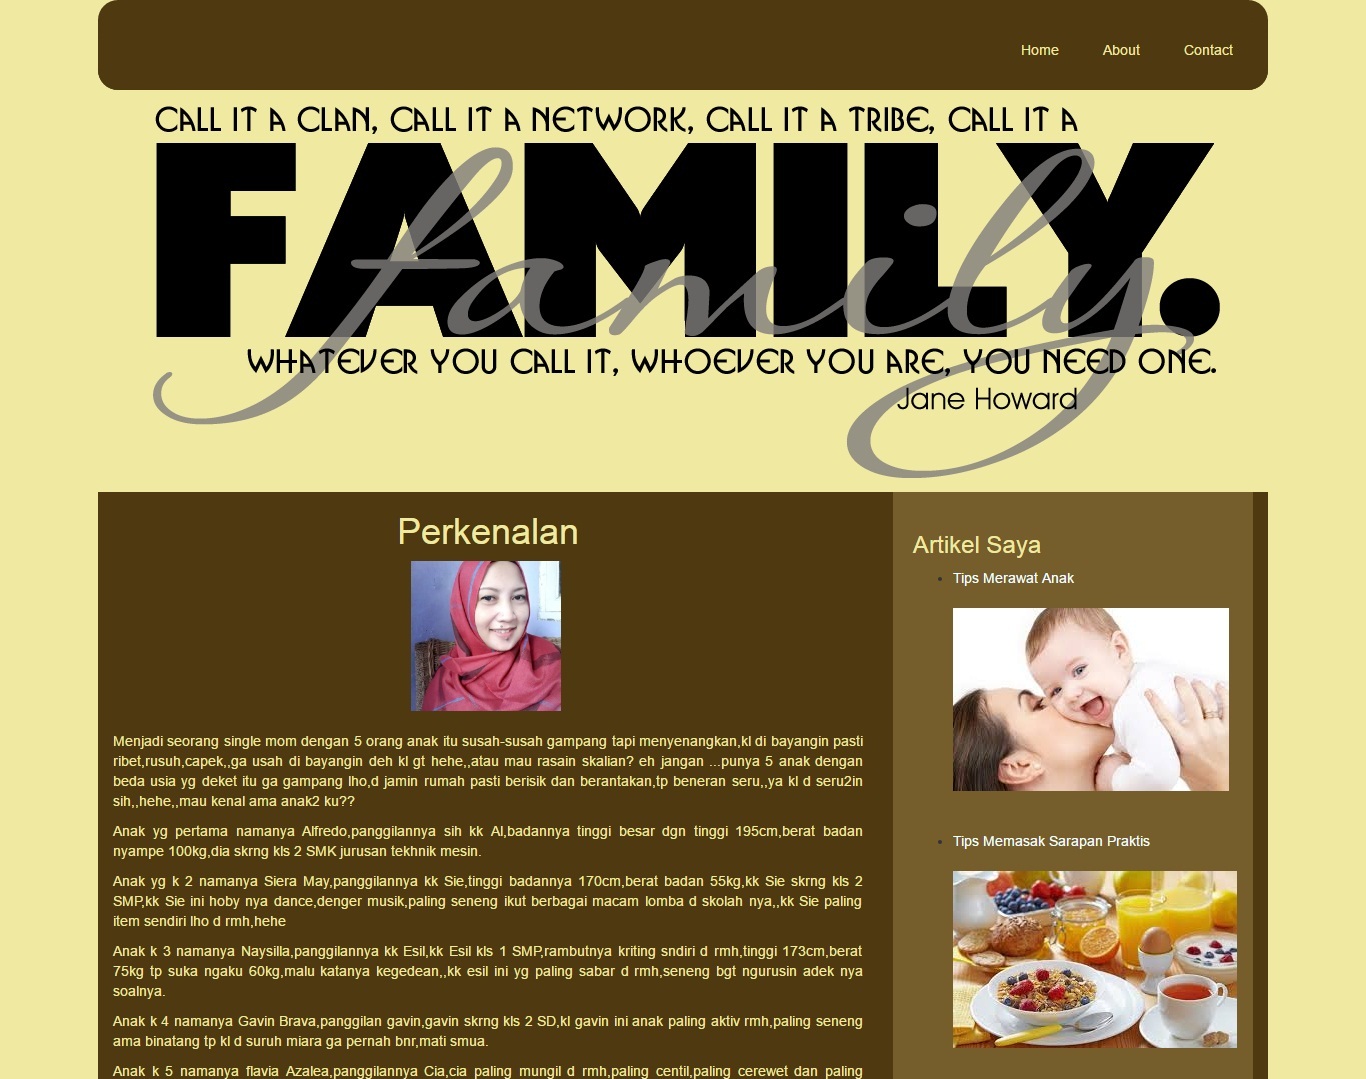 Home About Contact
CALL IT A CLAN, CALL IT A NETWORK, CALL IT A TRIBE, CALL IT A
FAMILY.
family
WHATEVER YOU CALL IT, WHOEVER YOU ARE, YOU NEED ONE.
Jane Howard
Perkenalan
Menjadi seorang single mom dengan 5 orang anak itu susah-susah gampang tapi menyenangkan,kl di bayangin pasti
ribet,rusuh,capek,,ga usah di bayangin deh kl gt hehe,,atau mau rasain skalian? eh jangan ...punya 5 anak dengan
beda usia yg deket itu ga gampang lho,d jamin rumah pasti berisik dan berantakan,tp beneran seru,,ya kl d seru2in
sih,,hehe,,mau kenal ama anak2 ku??
Anak yg pertama namanya Alfredo,panggilannya sih kk Al,badannya tinggi besar dgn tinggi 195cm,berat badan
nyampe 100kg,dia skrng kls 2 SMK jurusan tekhnik mesin.
Anak yg k 2 namanya Siera May,panggilannya kk Sie,tinggi badannya 170cm,berat badan 55kg,kk Sie skrng kls 2
SMP,kk Sie ini hoby nya dance,denger musik,paling seneng ikut berbagai macam lomba d skolah nya,,kk Sie paling
item sendiri lho d rmh,hehe
Anak k 3 namanya Naysilla,panggilannya kk Esil,kk Esil kls 1 SMP,rambutnya kriting sndiri d rmh,tinggi 173cm,berat
75kg tp suka ngaku 60kg,malu katanya kegedean,,kk esil ini yg paling sabar d rmh,seneng bgt ngurusin adek nya
soalnya.
Anak k 4 namanya Gavin Brava,panggilan gavin,gavin skrng kls 2 SD,kl gavin ini anak paling aktiv rmh,paling seneng
ama binatang tp kl d suruh miara ga pernah bnr,mati smua.
Anak k 5 namanya flavia Azalea,panggilannya Cia,cia paling mungil d rmh,paling centil,paling cerewet dan paling
Artikel Saya
Tips Merawat Anak
Tips Memasak Sarapan Praktis